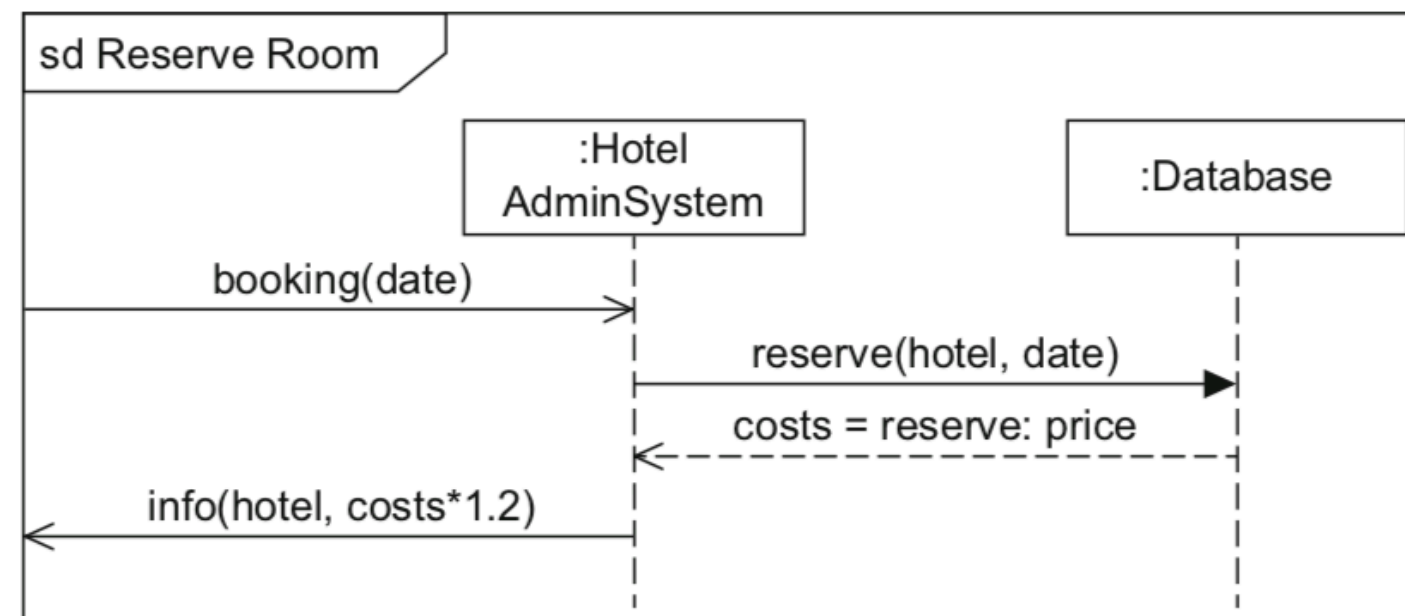 sd Reserve Room
:Hotel
AdminSystem
:Database
booking(date)
reserve(hotel, date)
costs = reserve: price
info(hotel, costs*1.2)